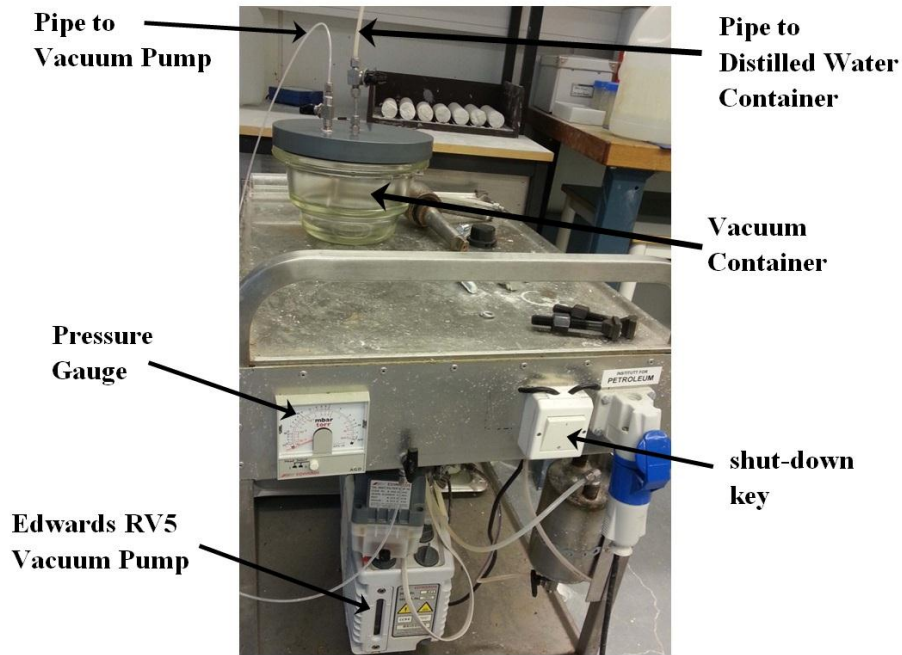 Pipe to
Vacuum Pump
Pipe to
Distilled Water
Container
Vacuum
Container
Pressure
Gauge
mbar
torr
INSTITUTT FOR
PETROLEUM
shut-down
key
Edwards RV5
Vacuum Pump